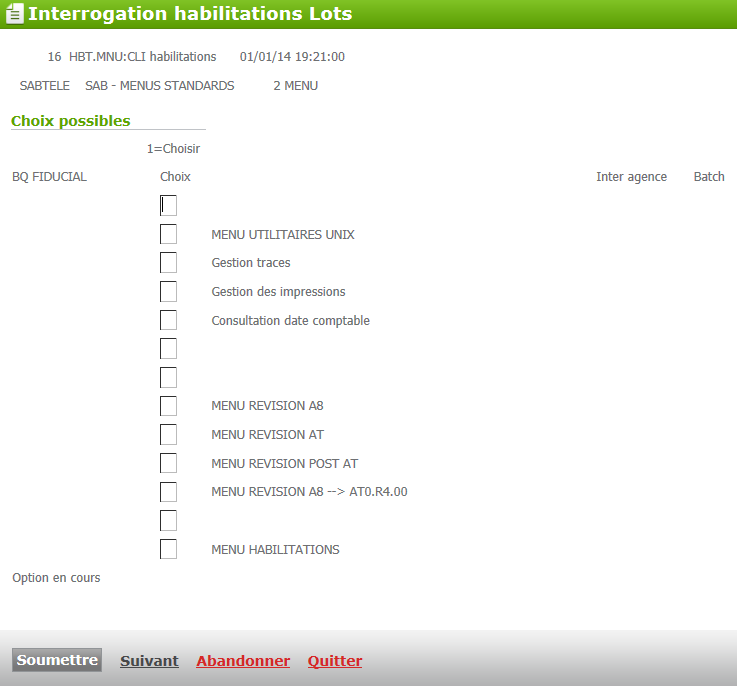 Interrogation habilitations Lots
16 HBT.MNU:CLI habilitations 01/01/14 19:21:00
SABTELE SAB - MENUS STANDARDS 2 MENU
Choix possibles
1=Choisir
BQ FIDUCIAL Choix Inter agence Batch
MENU UTILITAIRES UNIX
Gestion traces
Gestion des impressions
Consultation date comptable
MENU REVISION A8
MENU REVISION AT
MENU REVISION POST AT
MENU REVISION A8 --> AT0.R4.00
MENU HABILITATIONS
Option en cours
Soumettre Suivant Abandonner Quitter